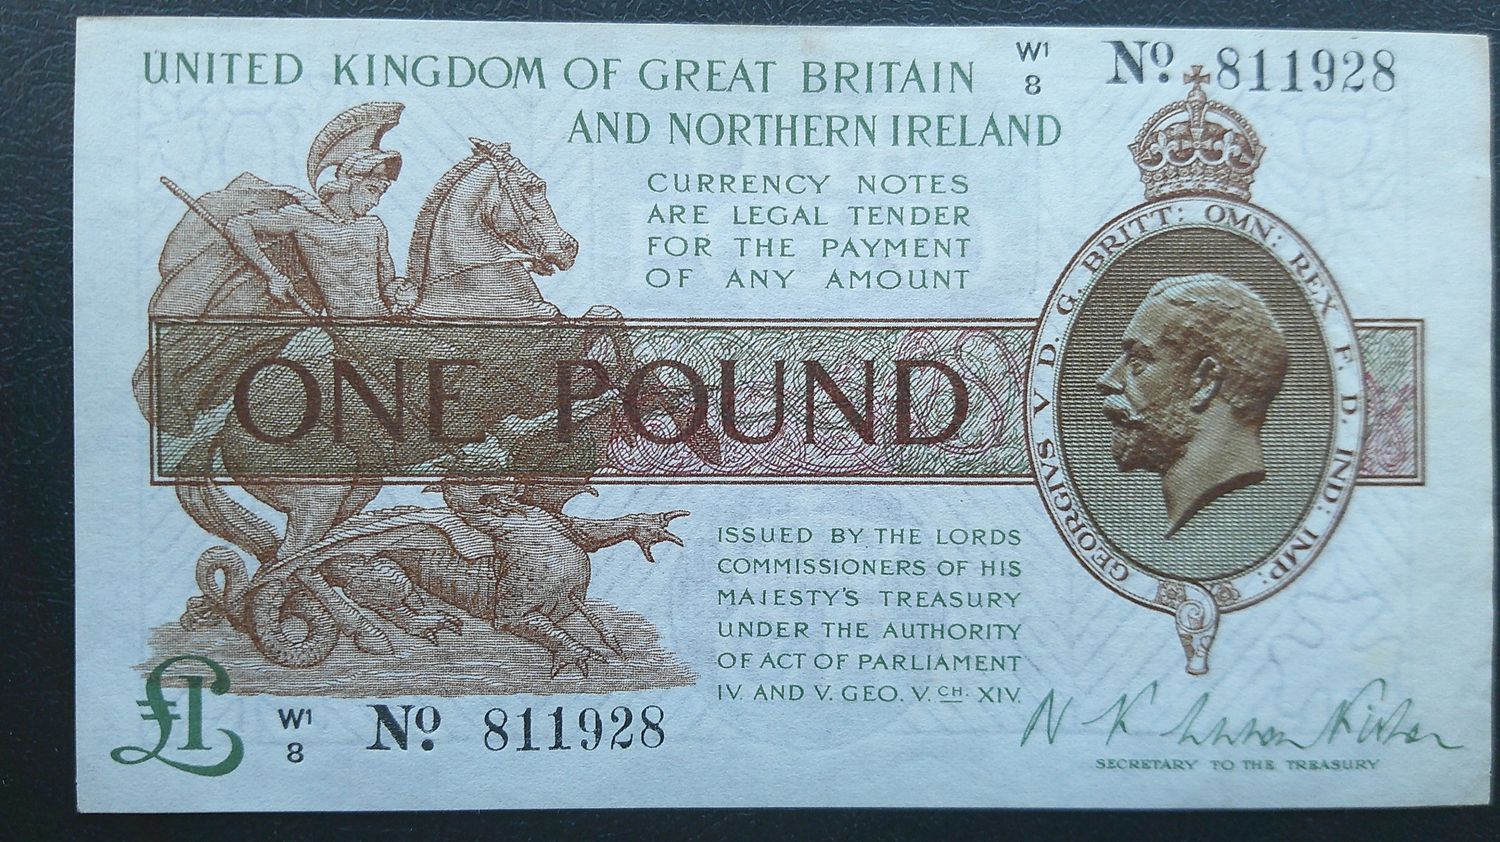 UNITED KINGDOM OF GREAT BRITAIN
AND NORTHERN IRELAND
W1
8
No. 811928
CURRENCY NOTES
ARE LEGAL TENDER
FOR THE PAYMENT
OF ANY AMOUNT
ONE POUND
GEORGIVS V D. G. BRITT: OMN: REX F. D. IND: IMP:
ISSUED BY THE LORDS
COMMISSIONERS OF HIS
MAJESTY'S TREASURY
UNDER THE AUTHORITY
OF ACT OF PARLIAMENT
IV. AND V. GEO. V. CH. XIV.
£1
W1
8
No. 811928
N K Warren Fisher
SECRETARY TO THE TREASURY